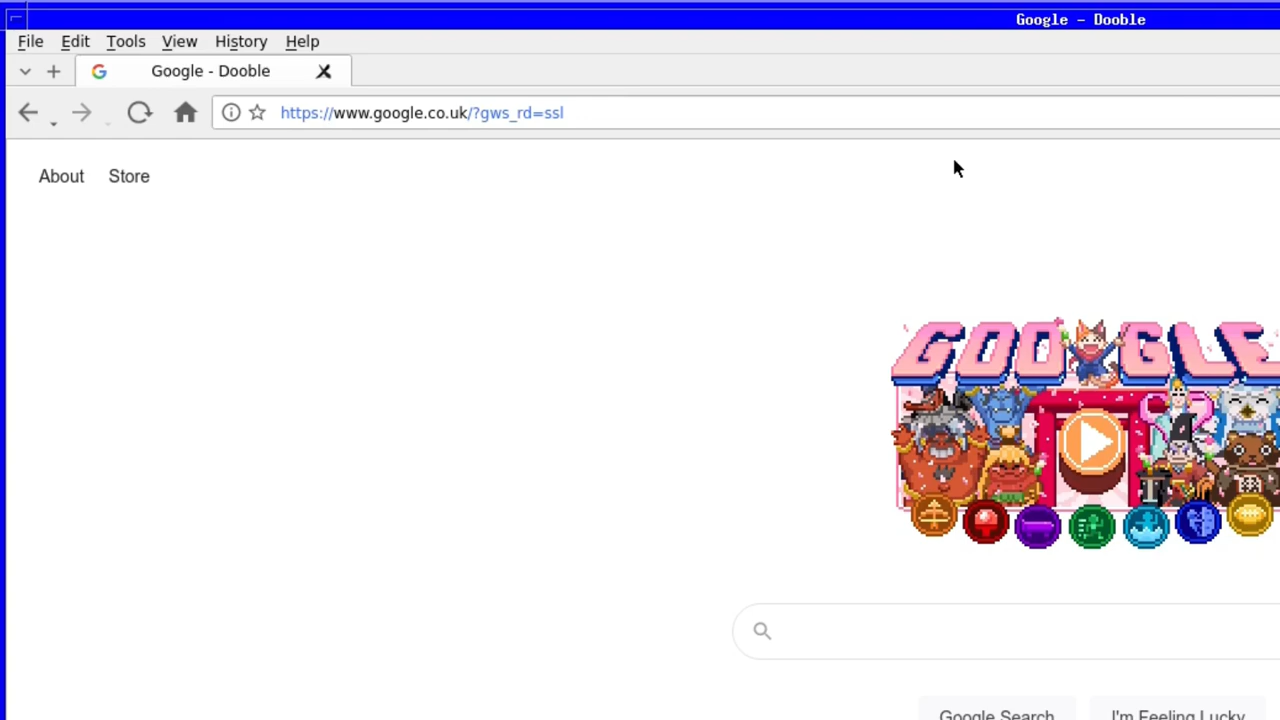 Google - Dooble
File Edit Tools View History Help
Google - Dooble
https://www.google.co.uk/?gws_rd=ssl
About Store
GOOGLE
Google Search I'm Feeling Lucky